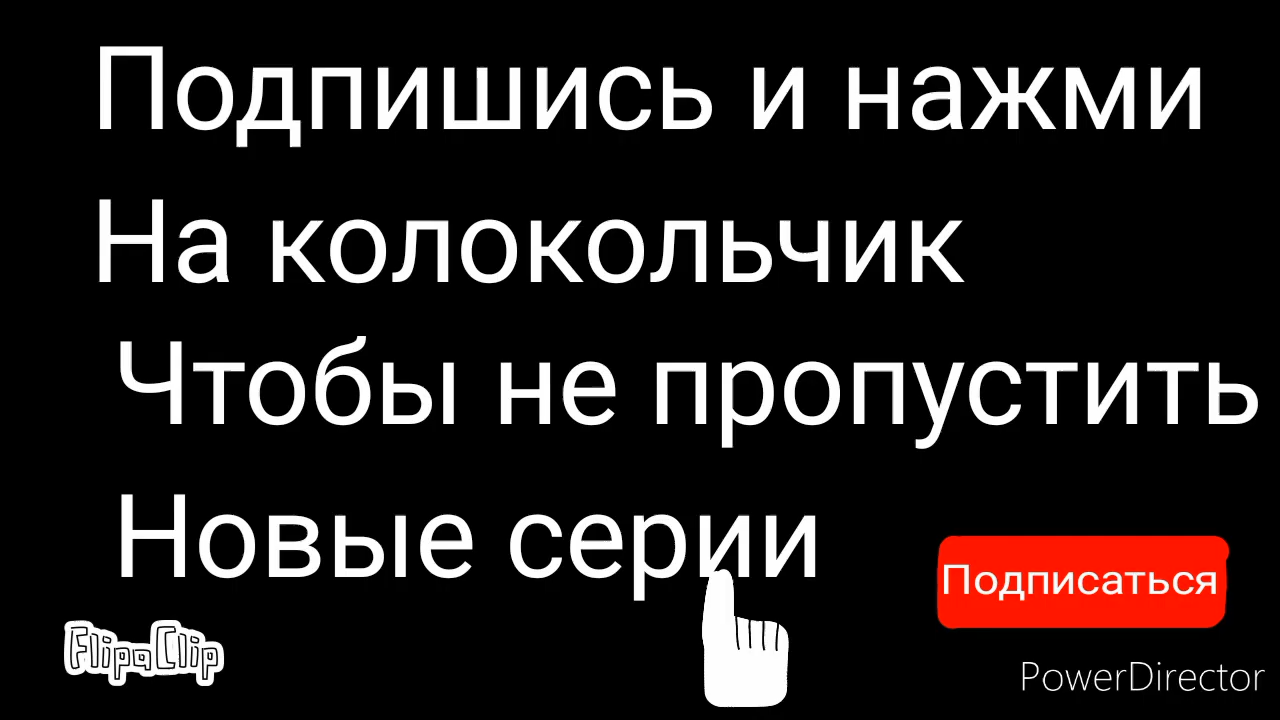 Подпишись и нажми
На колокольчик
Чтобы не пропустить
Новые серии
Подписаться
FlipaClip
PowerDirector